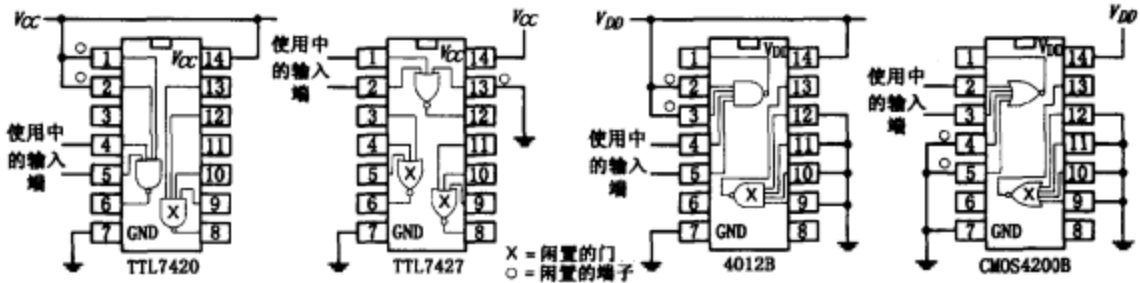 VCC VCC VDD VDD
使用中的输入端
1 VCC 14
2 13
3 12
4 11
5 10
6 9
7 GND 8
TTL7420
使用中的输入端
1 VCC 14
2 13
3 12
4 11
5 10
6 9
7 GND 8
TTL7427
X
X X
X = 闲置的门
○ = 闲置的端子
使用中的输入端
1 VDD 14
2 13
3 12
4 11
5 10
6 9
7 GND 8
4012B
X
使用中的输入端
1 VDD 14
2 13
3 12
4 11
5 10
6 9
7 GND 8
CMOS4200B
X